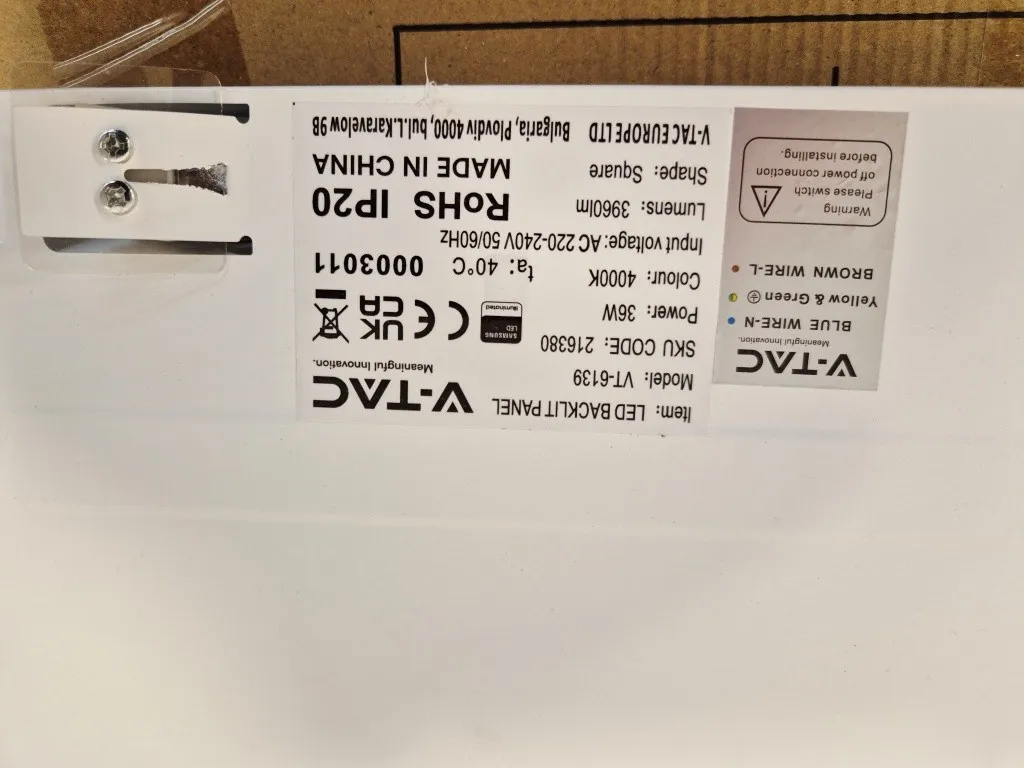 Item: LED BACKLIT PANEL
Model: VT-6139
SKU CODE: 216380
Power: 36W
Colour: 4000K
ta: 40°C
Input voltage: AC 220-240V 50/60Hz
Lumens: 3960lm
Shape: Square
V-TAC EUROPE LTD Bulgaria, Plovdiv 4000, bul.L.Karavelow 9B
V-TAC
Meaningful Innovation.
SAMSUNG
LED
Illuminated
CE UK CA
0003011
RoHS IP20
MADE IN CHINA
V-TAC
Meaningful Innovation.
BLUE WIRE-N
Yellow & Green
BROWN WIRE-L
Warning
Please switch
off power connection
before installing.